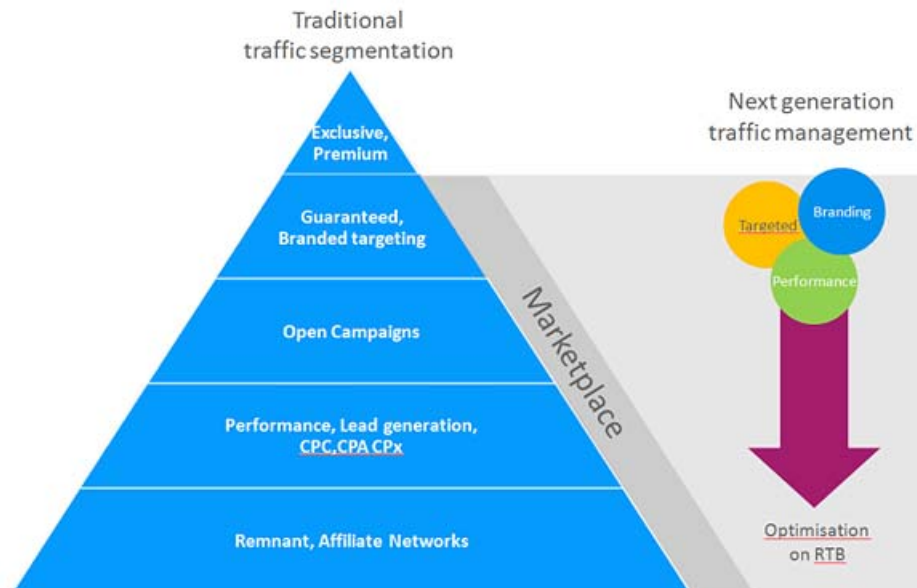 Traditional
traffic segmentation
Exclusive,
Premium
Guaranteed,
Branded targeting
Open Campaigns
Performance, Lead generation,
CPC,CPA CPx
Remnant, Affiliate Networks
Marketplace
Next generation
traffic management
Targeted
Branding
Performance
Optimisation
on RTB